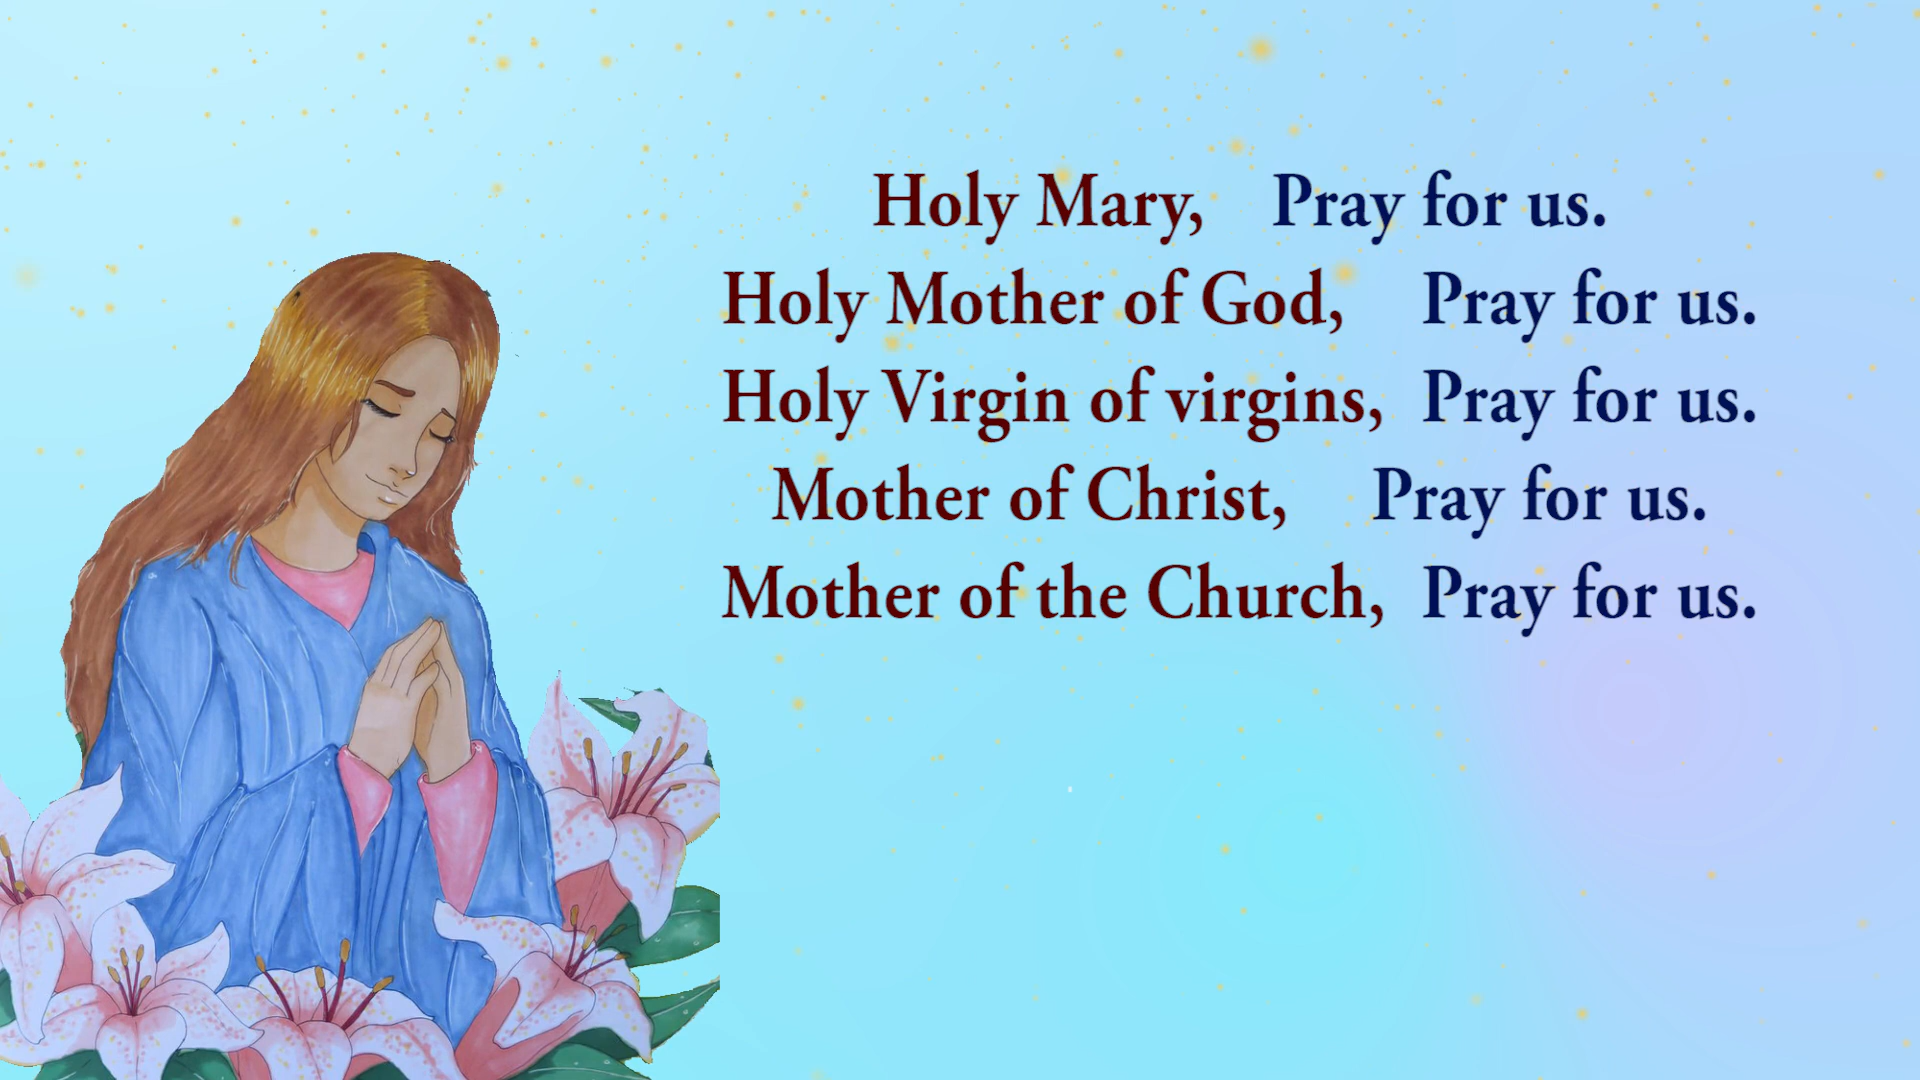 Holy Mary, Pray for us.
Holy Mother of God, Pray for us.
Holy Virgin of virgins, Pray for us.
Mother of Christ, Pray for us.
Mother of the Church, Pray for us.